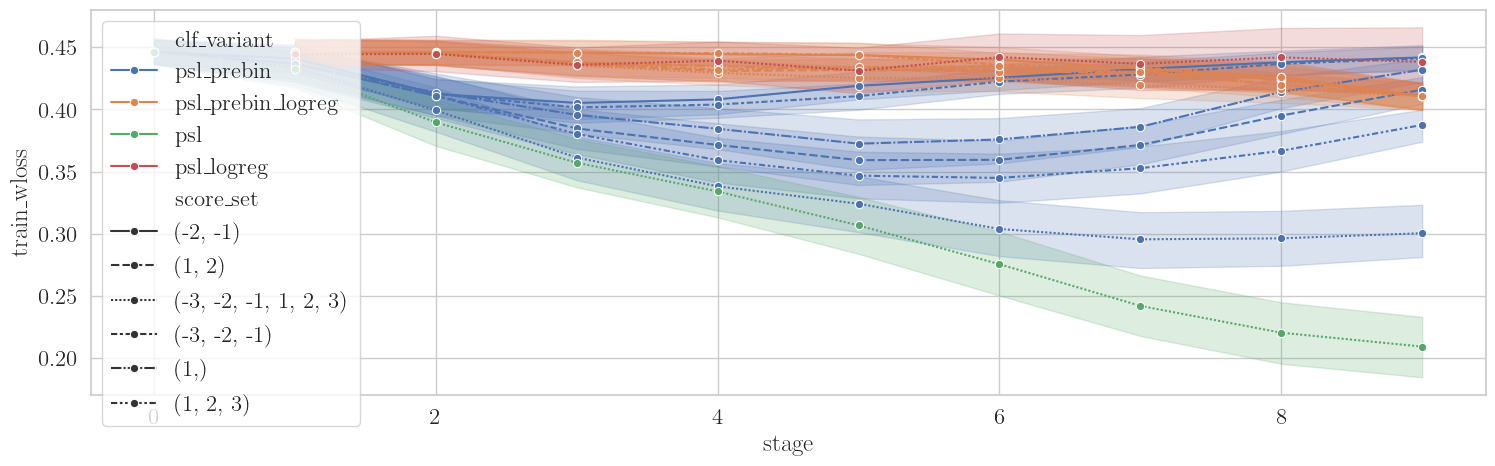 clf_variant
psl_prebin
psl_prebin_logreg
psl
psl_logreg
score_set
(-2, -1)
(1, 2)
(-3, -2, -1, 1, 2, 3)
(-3, -2, -1)
(1,)
(1, 2, 3)
train_wloss
0.45
0.40
0.35
0.30
0.25
0.20
0
2
4
6
8
stage